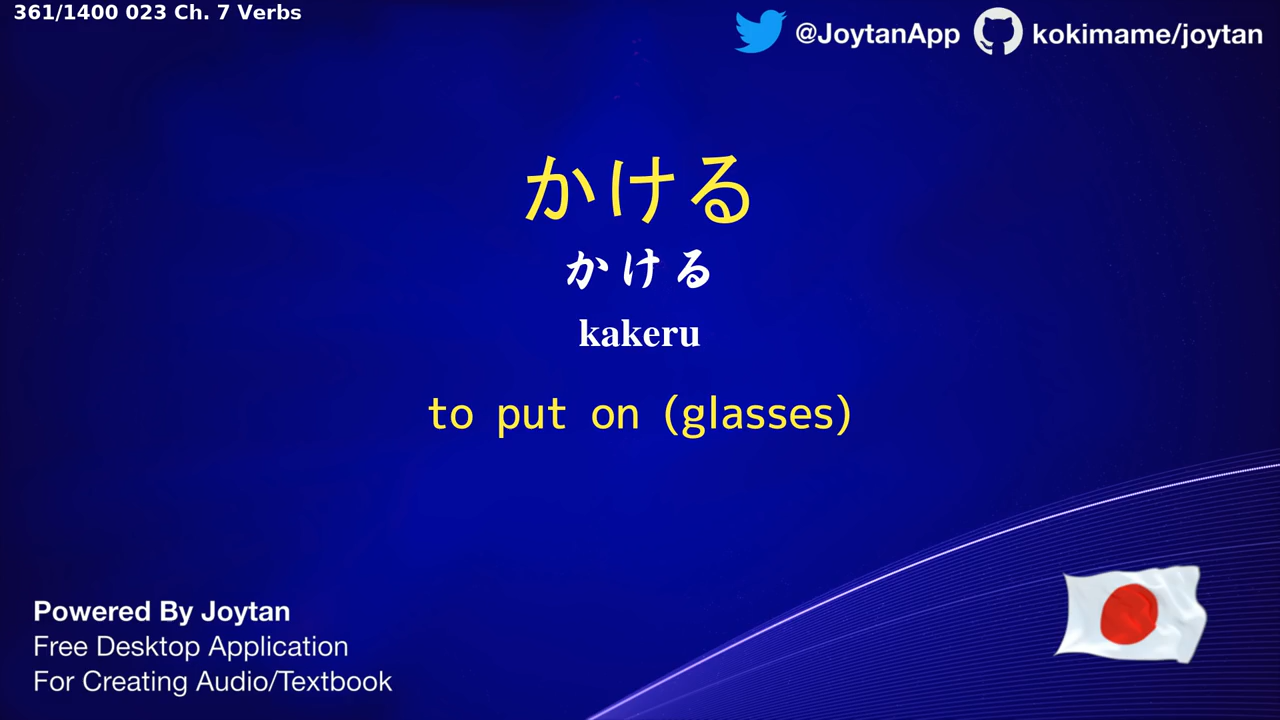 361/1400 023 Ch. 7 Verbs
@JoytanApp kokimame/joytan
かける
かける
kakeru
to put on (glasses)
Powered By Joytan
Free Desktop Application
For Creating Audio/Textbook